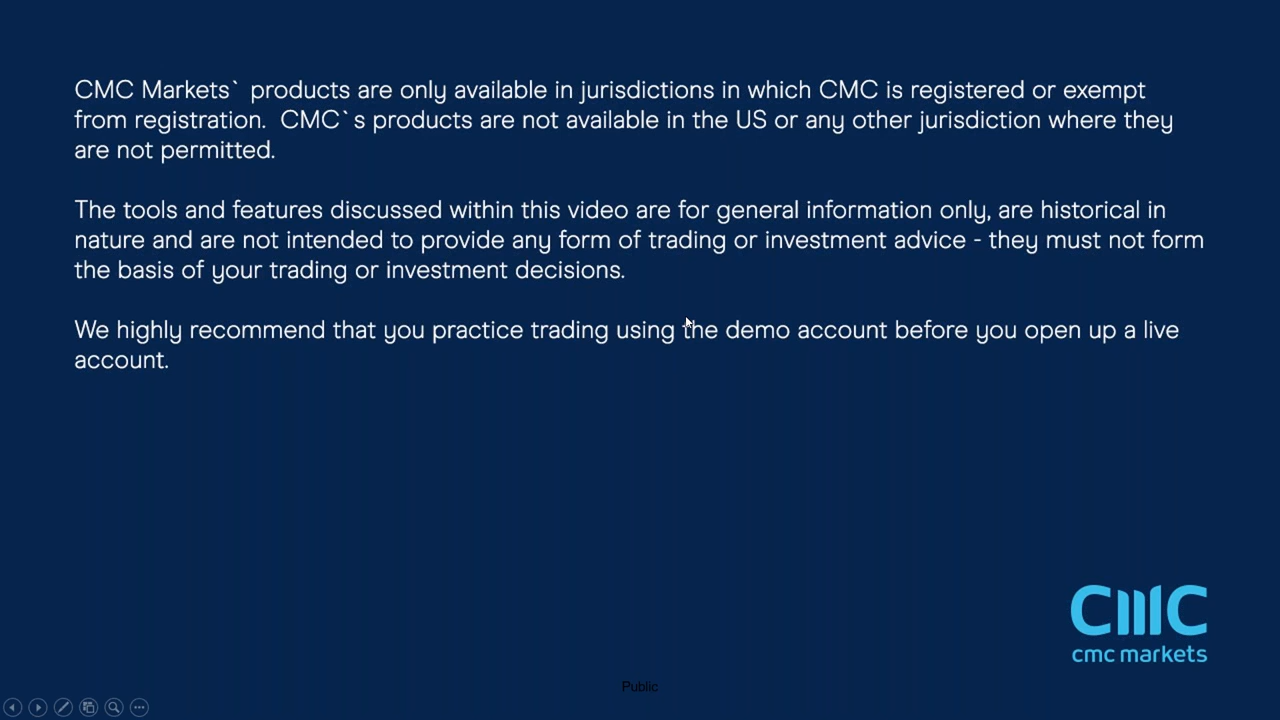 CMC Markets` products are only available in jurisdictions in which CMC is registered or exempt
from registration.  CMC`s products are not available in the US or any other jurisdiction where they
are not permitted.
The tools and features discussed within this video are for general information only, are historical in
nature and are not intended to provide any form of trading or investment advice - they must not form
the basis of your trading or investment decisions.
We highly recommend that you practice trading using the demo account before you open up a live
account.
CMC
cmc markets
Public